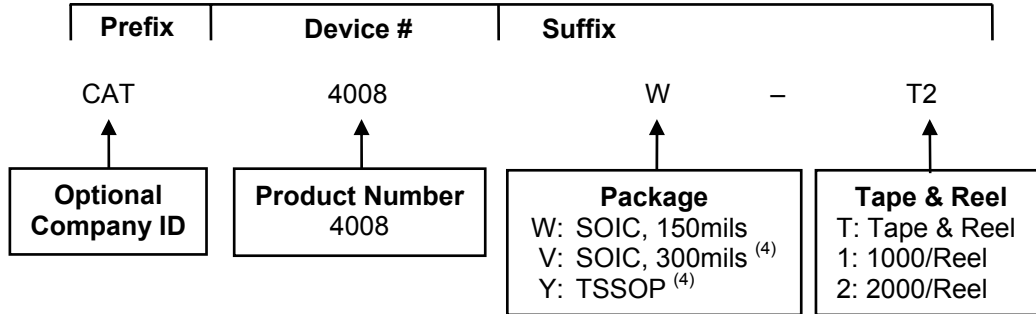 Prefix Device # Suffix
CAT 4008 W – T2
Optional
Company ID
Product Number
4008
Package
W: SOIC, 150mils
V: SOIC, 300mils (4)
Y: TSSOP (4)
Tape & Reel
T: Tape & Reel
1: 1000/Reel
2: 2000/Reel